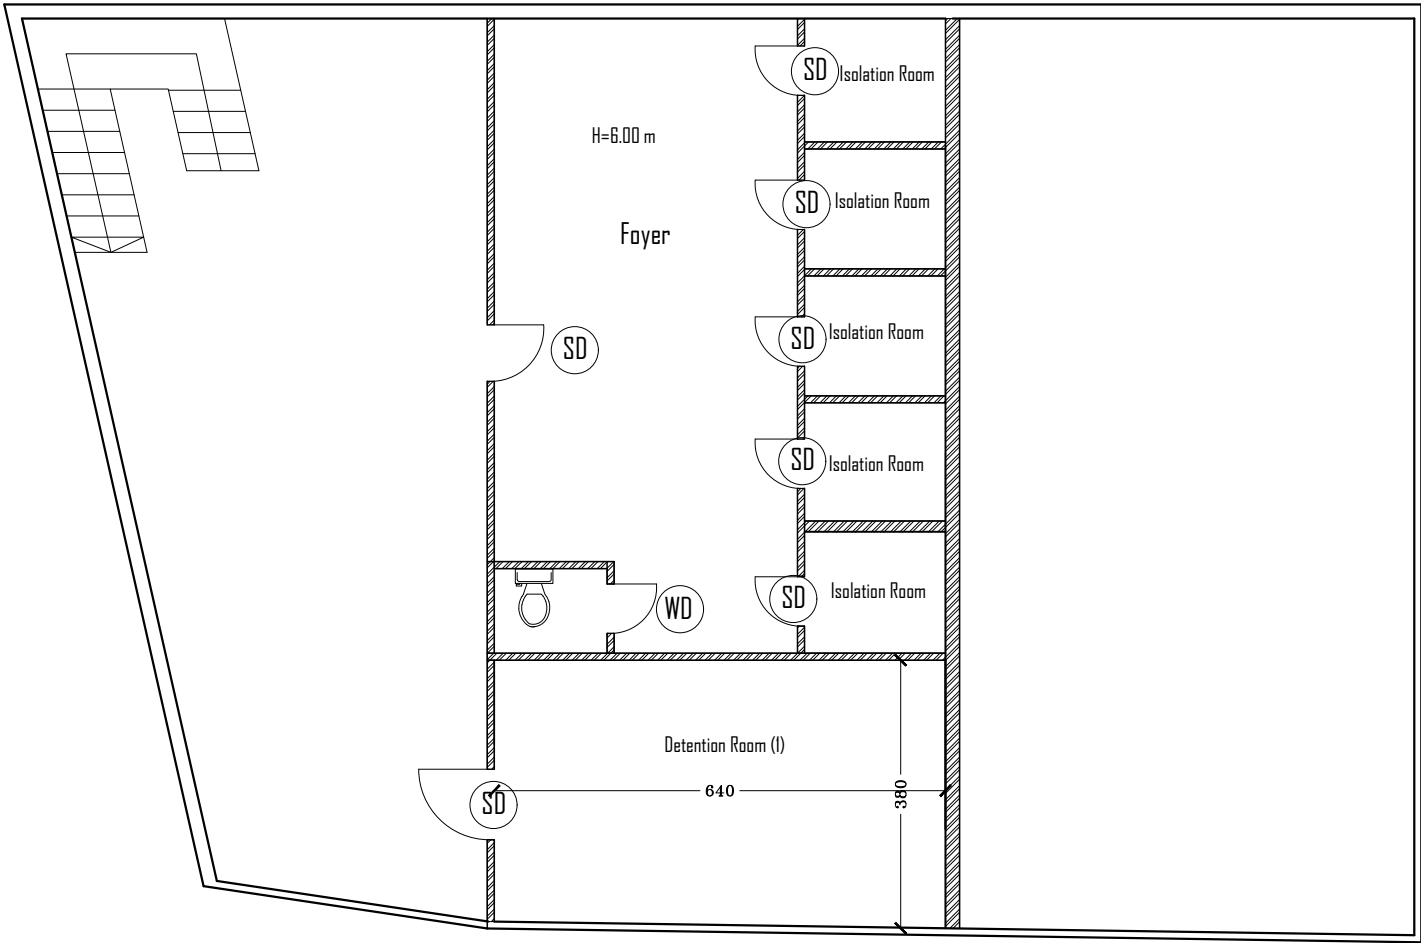 SD
Isolation Room
H=6.00 m
SD
Isolation Room
Foyer
SD
Isolation Room
SD
SD
Isolation Room
SD
Isolation Room
WD
Detention Room (1)
640
380
SD